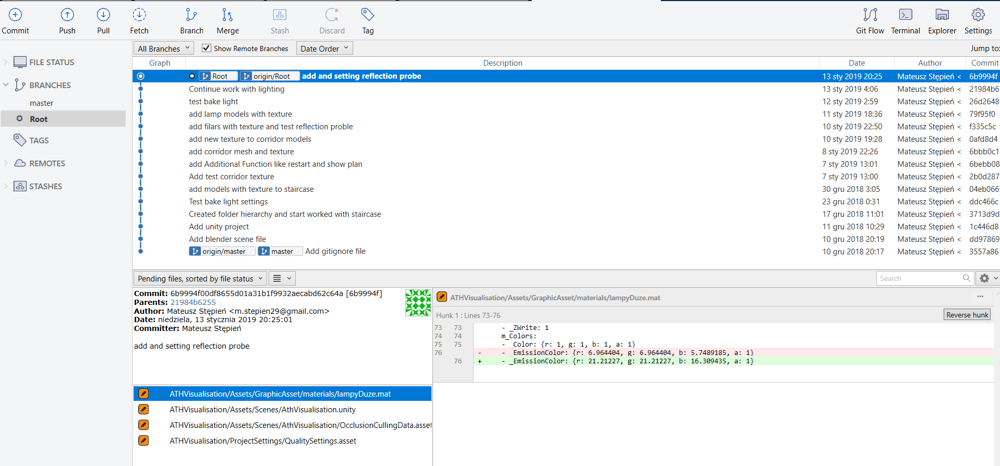 Commit Push Pull Fetch Branch Merge Stash Discard Tag Git Flow Terminal Explorer Settings
All Branches Show Remote Branches Date Order Jump to:
FILE STATUS
BRANCHES
master
Root
TAGS
REMOTES
STASHES
Graph Description Date Author Commit
Root origin/Root add and setting reflection probe 13 sty 2019 20:25 Mateusz Stępień < 6b9994f
Continue work with lighting 13 sty 2019 4:06 Mateusz Stępień < 21984b6
test bake light 12 sty 2019 2:59 Mateusz Stępień < 26d2648
add lamp models with texture 11 sty 2019 18:36 Mateusz Stępień < 79f95f0
add filars with texture and test reflection proble 10 sty 2019 22:50 Mateusz Stępień < f335c5c
add new texture to corridor models 10 sty 2019 19:28 Mateusz Stępień < 0afd8d4
add corridor mesh and texture 8 sty 2019 22:26 Mateusz Stępień < 6bbb0c1
add Additional Function like restart and show plan 7 sty 2019 13:01 Mateusz Stępień < 6bebb08
Add test corridor texture 7 sty 2019 13:00 Mateusz Stępień < 2b0d287
add models with texture to staircase 30 gru 2018 3:05 Mateusz Stępień < 04eb066
Test bake light settings 23 gru 2018 0:31 Mateusz Stępień < ddc466c
Created folder hierarchy and start worked with staircase 17 gru 2018 11:01 Mateusz Stępień < 3713d9d
Add unity project 11 gru 2018 10:29 Mateusz Stępień < 1c446d8
Add blender scene file 10 gru 2018 20:19 Mateusz Stępień < dd97869
origin/master master Add gitignore file 10 gru 2018 20:17 Mateusz Stępień < 3557a86
Pending files, sorted by file status Search
Commit: 6b9994f00df8655d01a31b1f9932aecabd62c64a [6b9994f]
Parents: 21984b6255
Author: Mateusz Stępień <m.stepien29@gmail.com>
Date: niedziela, 13 stycznia 2019 20:25:01
Committer: Mateusz Stępień
add and setting reflection probe
ATHVisualisation/Assets/GraphicAsset/materials/lampyDuze.mat
ATHVisualisation/Assets/Scenes/AthVisualisation.unity
ATHVisualisation/Assets/Scenes/AthVisualisation/OcclusionCullingData.asset
ATHVisualisation/ProjectSettings/QualitySettings.asset
ATHVisualisation/Assets/GraphicAsset/materials/lampyDuze.mat ...
Hunk 1 : Lines 73-76 Reverse hunk
73 73 - _ZWrite: 1
74 74 m_Colors:
75 75 - _Color: {r: 1, g: 1, b: 1, a: 1}
76 - - _EmissionColor: {r: 6.964404, g: 6.964404, b: 5.7489185, a: 1}
76 + - _EmissionColor: {r: 21.21227, g: 21.21227, b: 16.309435, a: 1}